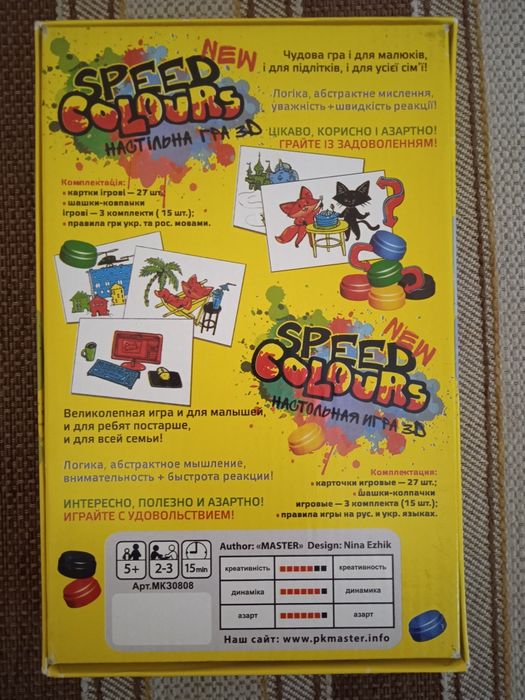 NEW
SPEED
COLOURS
НАСТІЛЬНА ГРА 3D
Чудова гра і для малюків,
і для підлітків, і для усієї сім'ї!
Логіка, абстрактне мислення,
уважність +швидкість реакції!
ЦІКАВО, КОРИСНО І АЗАРТНО!
ГРАЙТЕ ІЗ ЗАДОВОЛЕННЯМ!
Комплектація:
• картки ігрові — 27 шт.
• шашки-ковпачки
ігрові — 3 комплекти ( 15 шт.);
• правила гри укр. та рос. мовами.
NEW
SPEED
COLOURS
НАСТОЛЬНАЯ ИГРА 3D
Великолепная игра и для малышей,
и для ребят постарше,
и для всей семьи!
Логика, абстрактное мышление,
внимательность + быстрота реакции!
ИНТЕРЕСНО, ПОЛЕЗНО И АЗАРТНО!
ИГРАЙТЕ С УДОВОЛЬСТВИЕМ!
Комплектация:
• карточки игровые — 27 шт.;
• шашки-колпачки
игровые — 3 комплекта (15 шт.);
• правила игры на рус. и укр. языках.
5+ 2-3 15min
Арт.МК30808
Author: «MASTER» Design: Nina Ezhik
креативність креативность
динаміка динамика
азарт азарт
Наш сайт: www.pkmaster.info